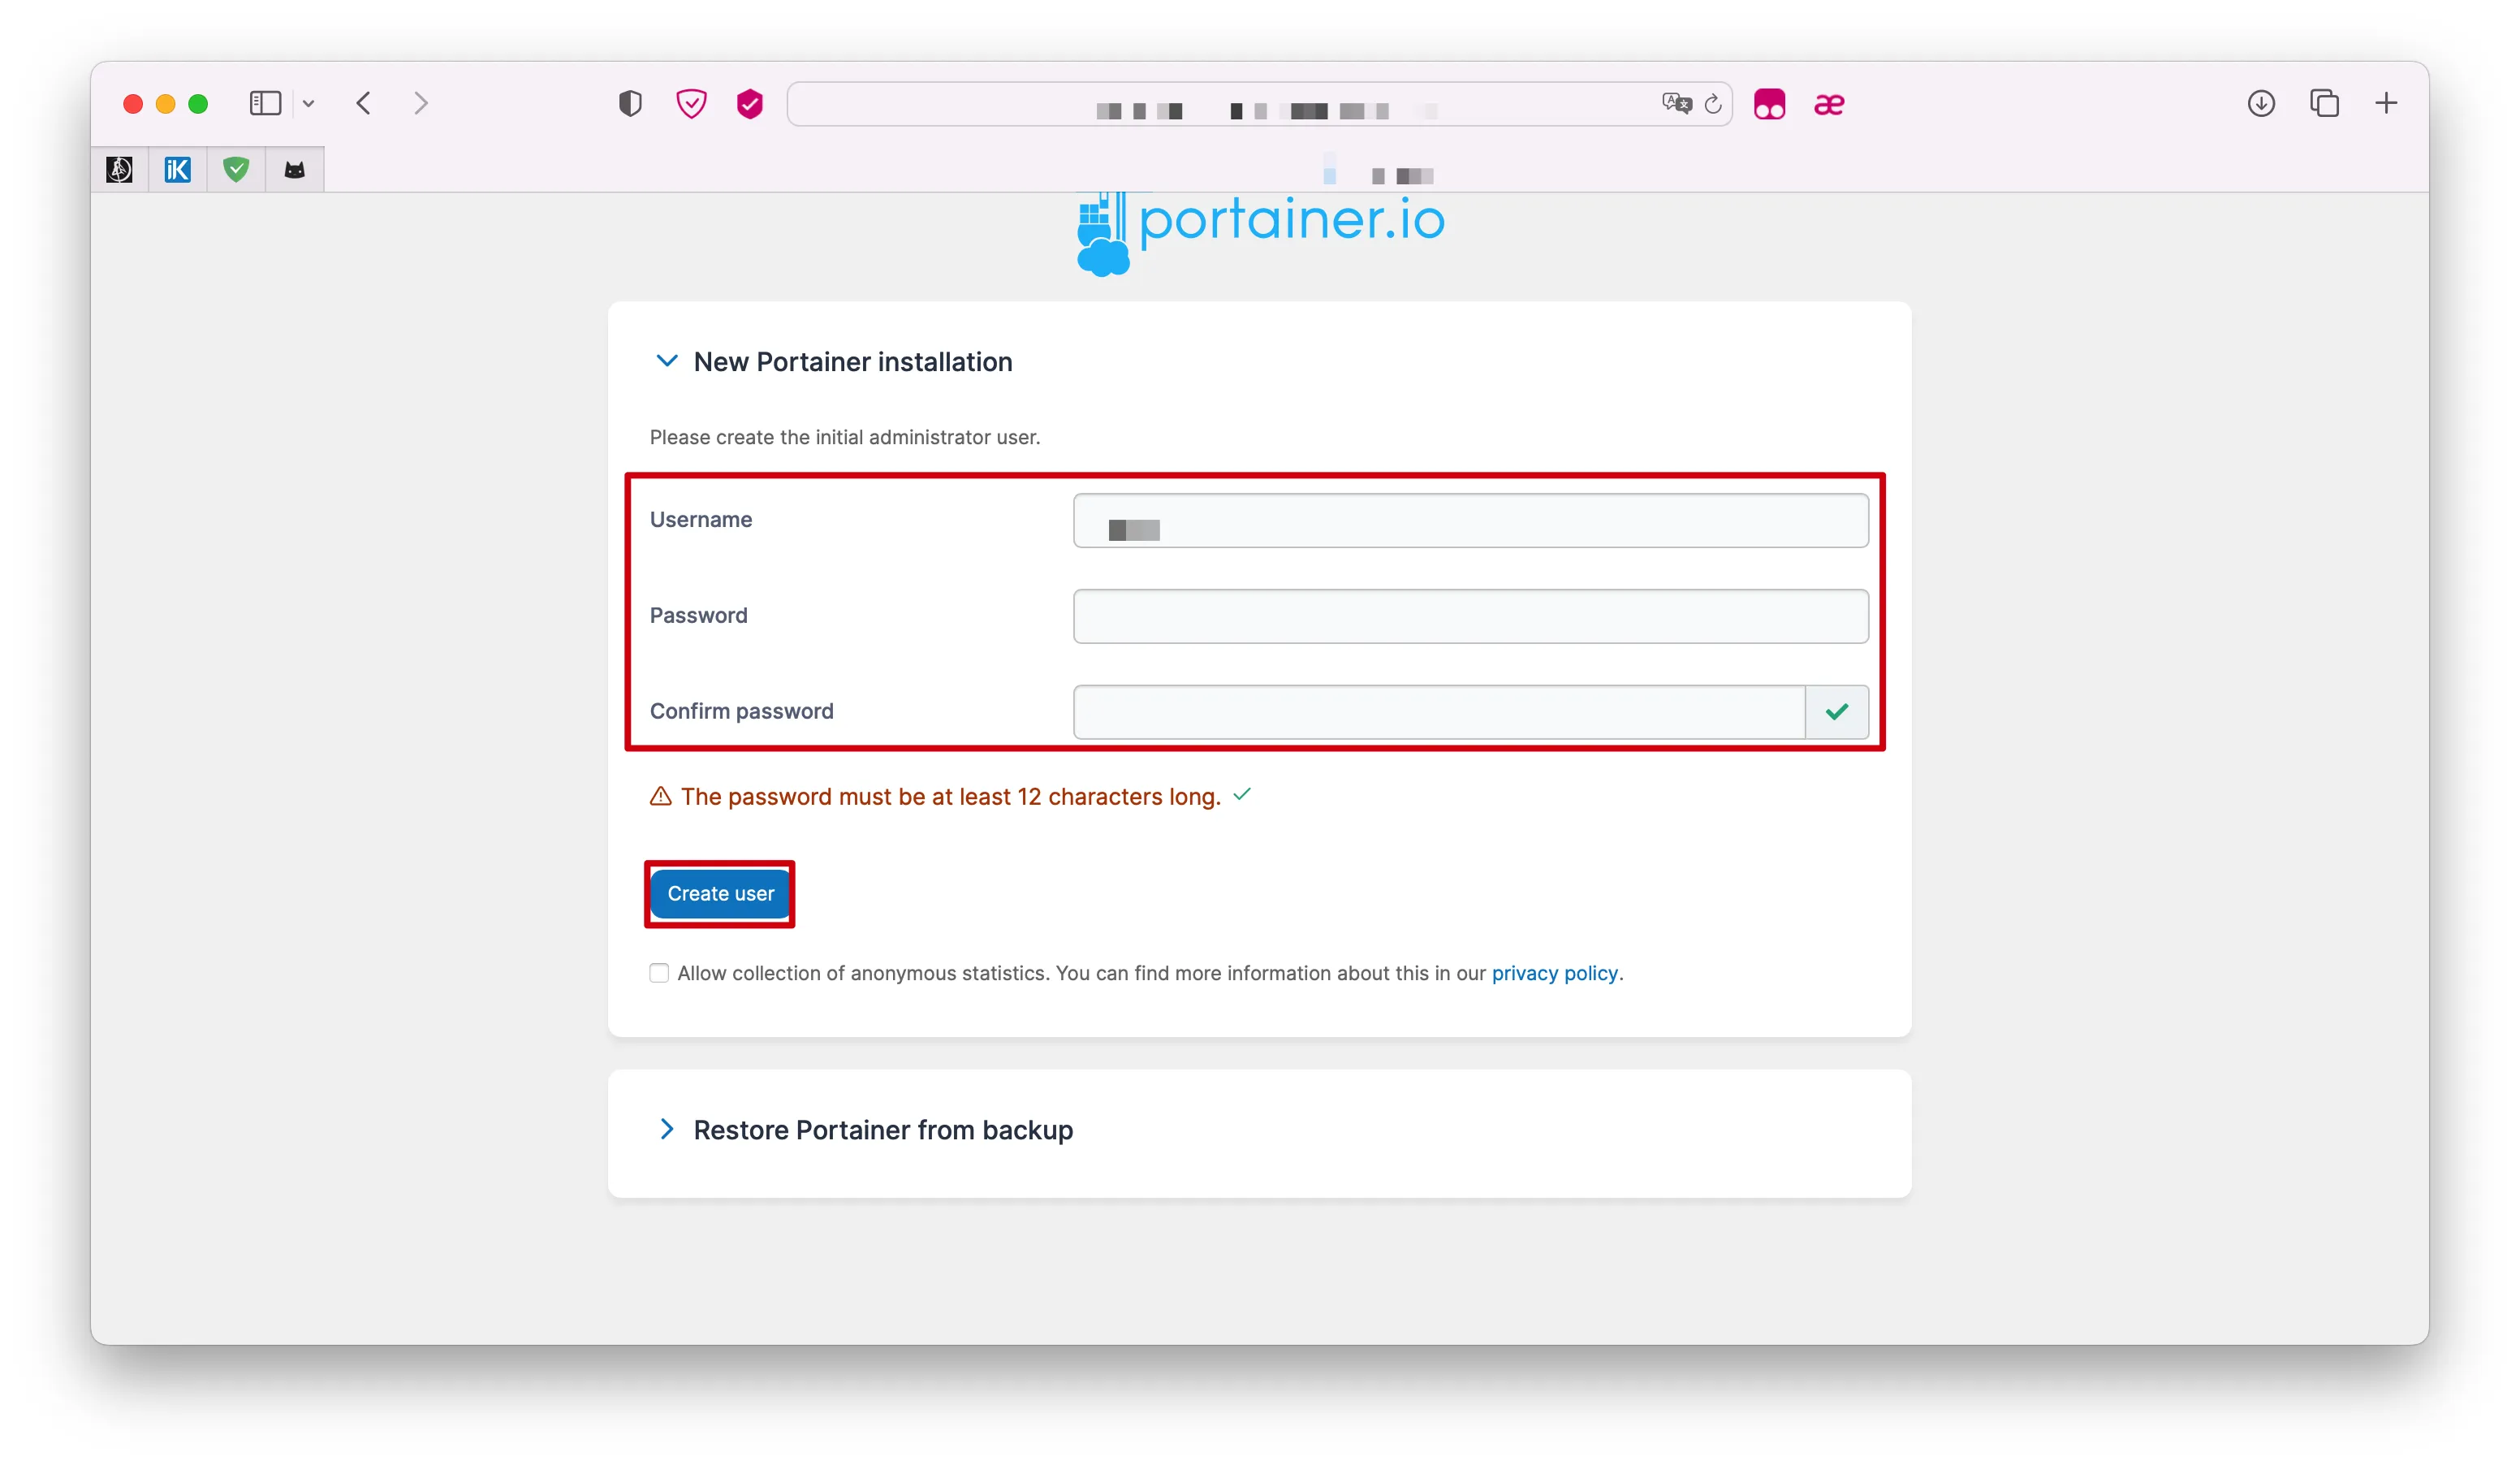 iK
æ
portainer.io
New Portainer installation
Please create the initial administrator user.
Username
Password
Confirm password
The password must be at least 12 characters long.
Create user
Allow collection of anonymous statistics. You can find more information about this in our privacy policy.
Restore Portainer from backup